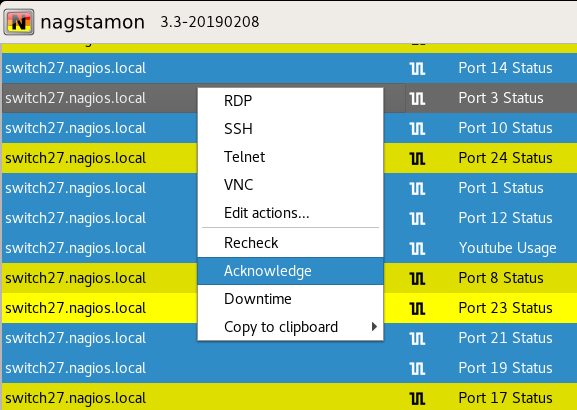 nagstamon 3.3-20190208
switch27.nagios.local Port 14 Status
switch27.nagios.local Port 3 Status
switch27.nagios.local Port 10 Status
switch27.nagios.local Port 24 Status
switch27.nagios.local Port 1 Status
switch27.nagios.local Port 12 Status
switch27.nagios.local Youtube Usage
switch27.nagios.local Port 8 Status
switch27.nagios.local Port 23 Status
switch27.nagios.local Port 21 Status
switch27.nagios.local Port 19 Status
switch27.nagios.local Port 17 Status
RDP
SSH
Telnet
VNC
Edit actions...
Recheck
Acknowledge
Downtime
Copy to clipboard